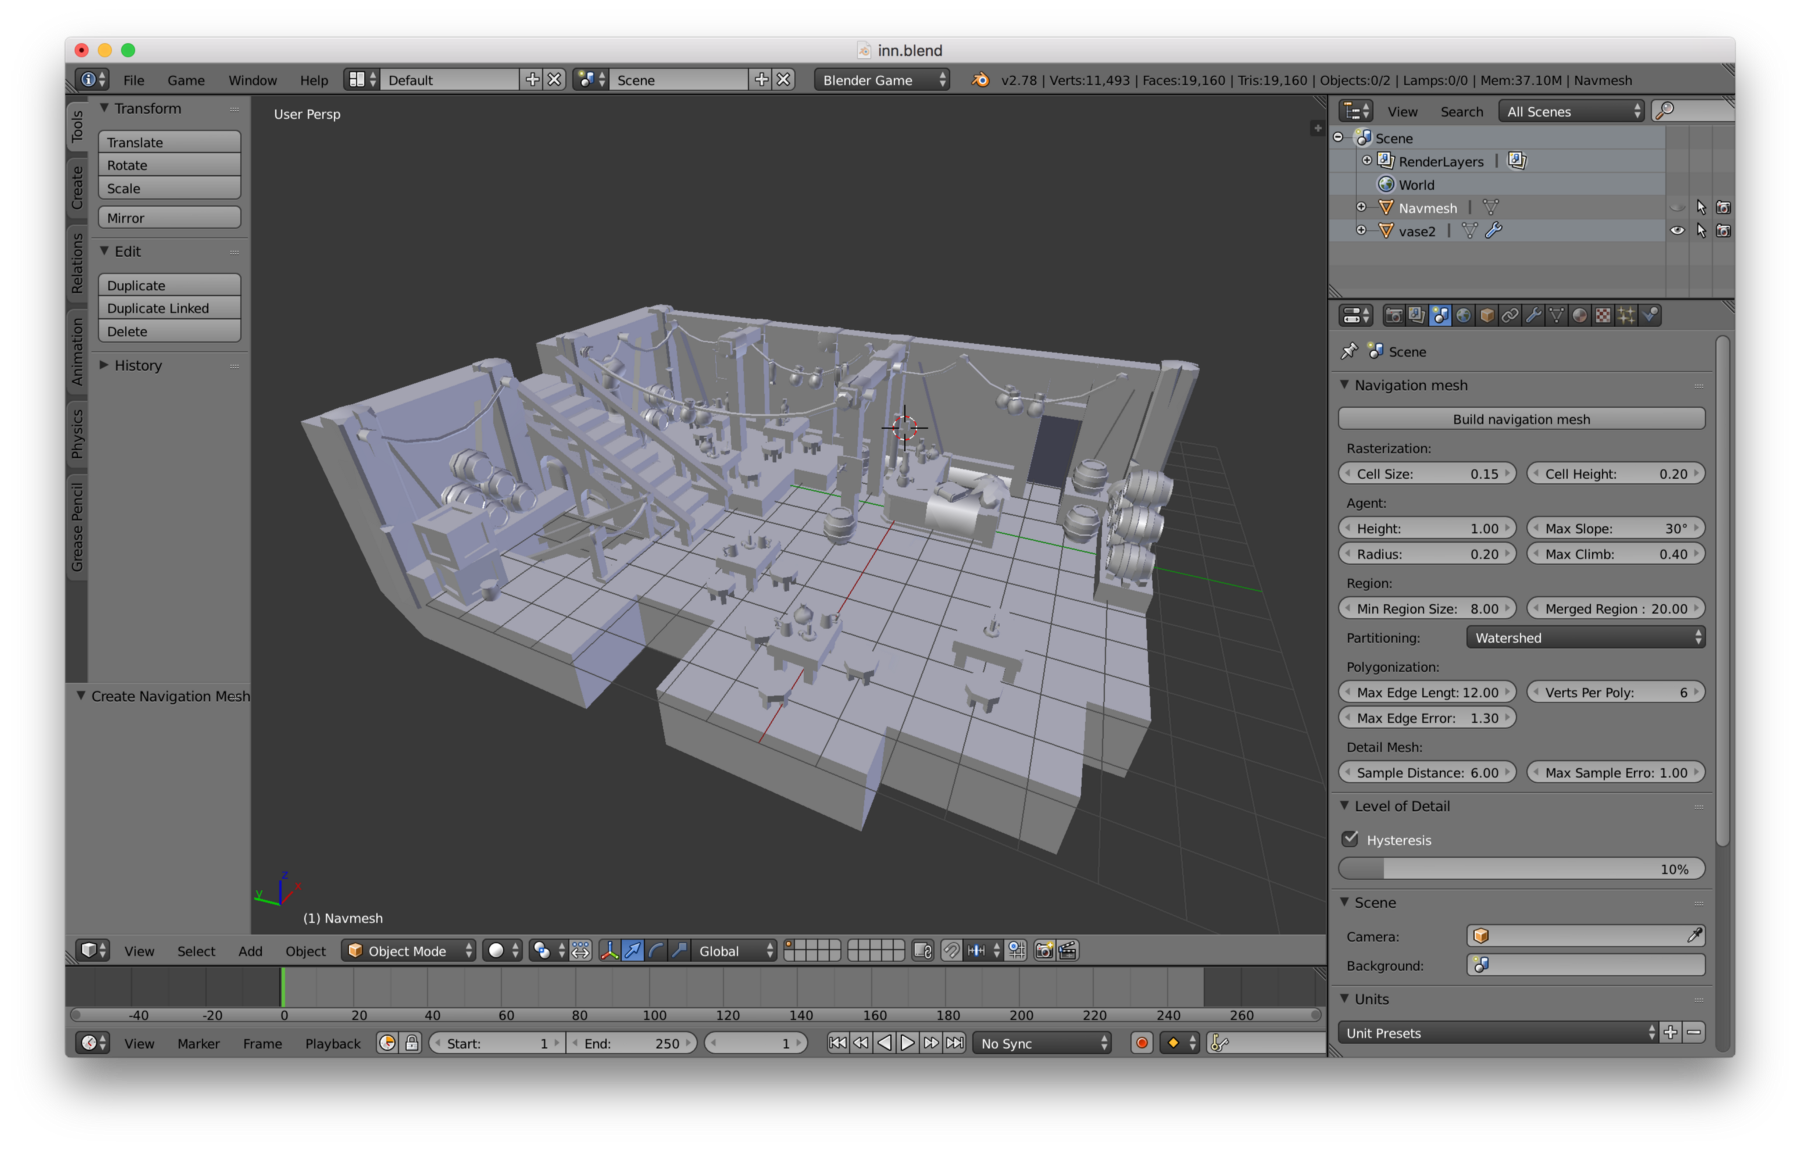 inn.blend
File Game Window Help Default Scene Blender Game v2.78 | Verts:11,493 | Faces:19,160 | Tris:19,160 | Objects:0/2 | Lamps:0/0 | Mem:37.10M | Navmesh
Tools
Create
Relations
Animation
Physics
Grease Pencil
Transform
Translate
Rotate
Scale
Mirror
Edit
Duplicate
Duplicate Linked
Delete
History
Create Navigation Mesh
User Persp
z
y
x
(1) Navmesh
View Select Add Object Object Mode Global
-40 -20 0 20 40 60 80 100 120 140 160 180 200 220 240 260
View Marker Frame Playback Start: 1 End: 250 1 No Sync
View Search All Scenes
Scene
RenderLayers |
World
Navmesh |
vase2 |
Scene
Navigation mesh
Build navigation mesh
Rasterization:
Cell Size: 0.15 Cell Height: 0.20
Agent:
Height: 1.00 Max Slope: 30°
Radius: 0.20 Max Climb: 0.40
Region:
Min Region Size: 8.00 Merged Region : 20.00
Partitioning: Watershed
Polygonization:
Max Edge Lengt: 12.00 Verts Per Poly: 6
Max Edge Error: 1.30
Detail Mesh:
Sample Distance: 6.00 Max Sample Erro: 1.00
Level of Detail
Hysteresis
10%
Scene
Camera:
Background:
Units
Unit Presets